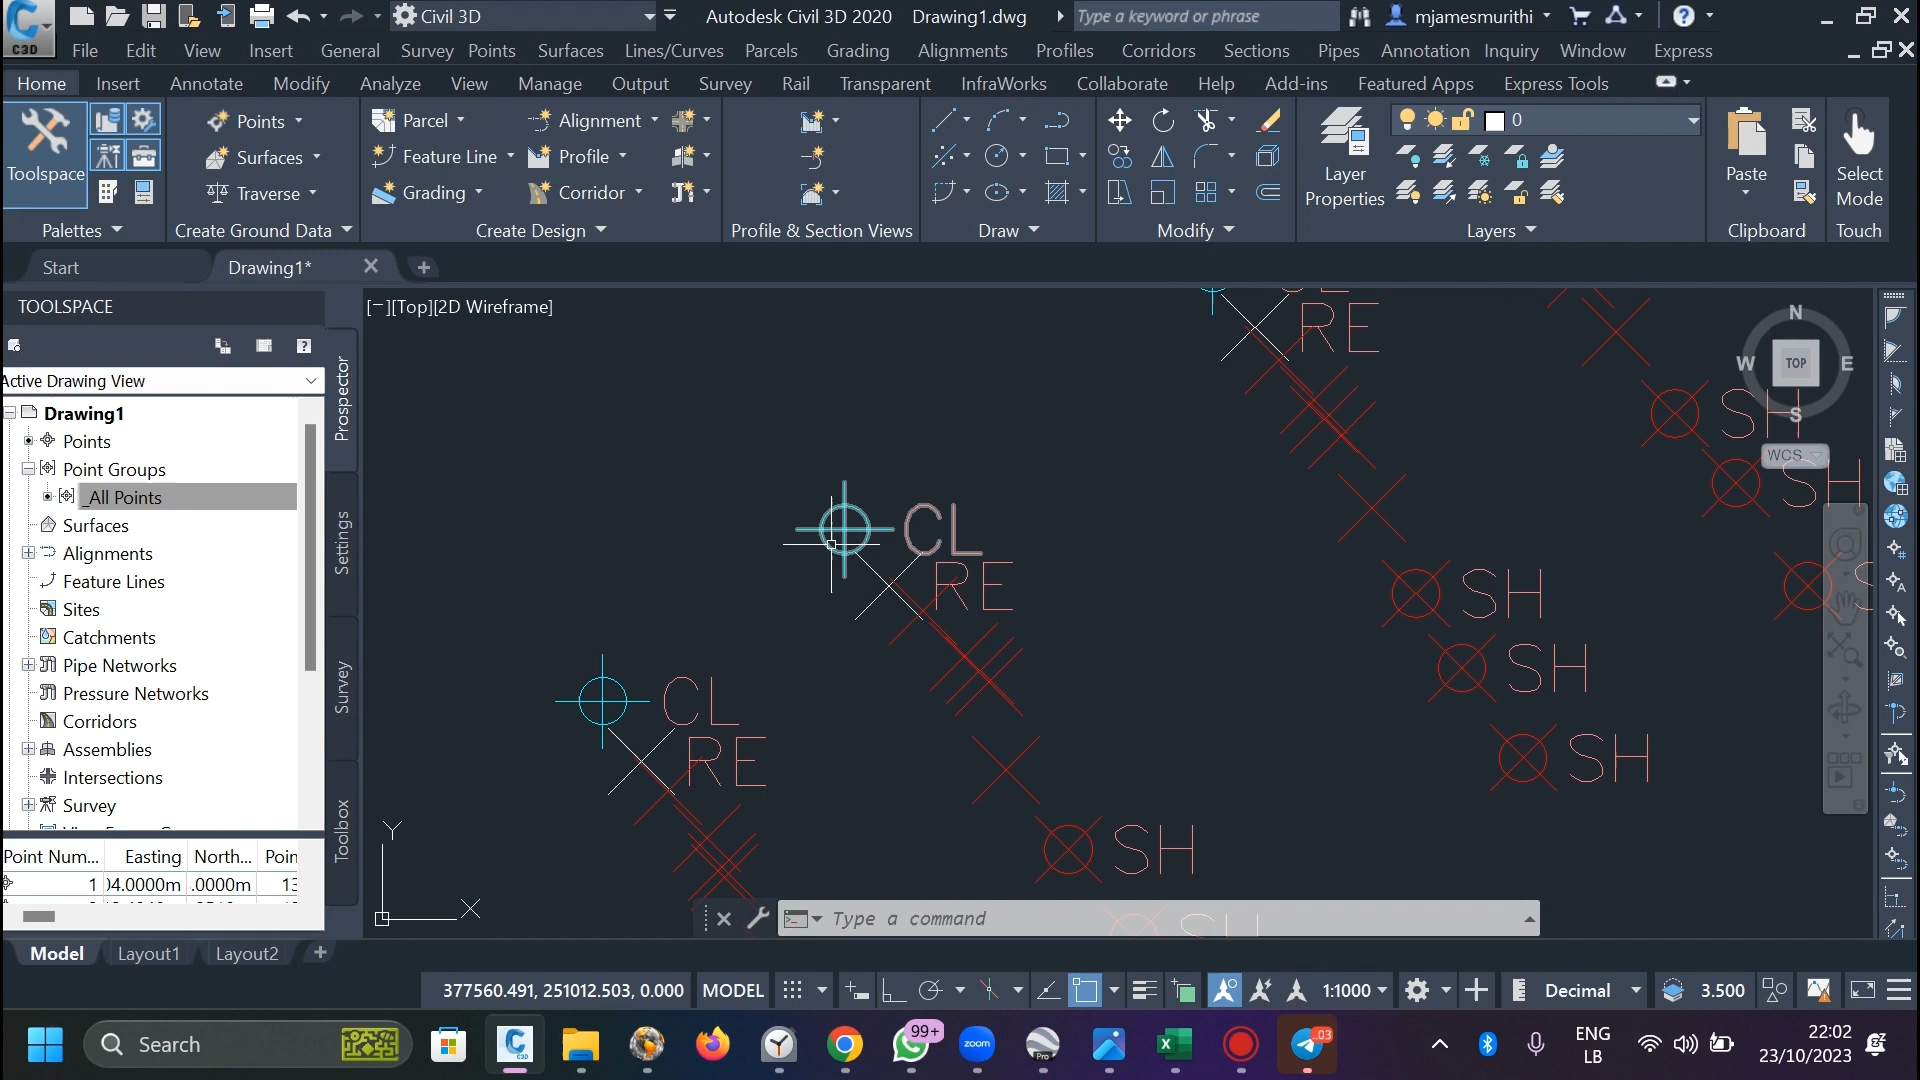 Civil 3D
Autodesk Civil 3D 2020 Drawing1.dwg
Type a keyword or phrase
mjamesmurithi
C3D
File Edit View Insert General Survey Points Surfaces Lines/Curves Parcels Grading Alignments Profiles Corridors Sections Pipes Annotation Inquiry Window Express
Home Insert Annotate Modify Analyze View Manage Output Survey Rail Transparent InfraWorks Collaborate Help Add-ins Featured Apps Express Tools
Points
Parcel
Alignment
0
Surfaces
Feature Line
Profile
Toolspace
Layer
Properties
Paste
Select
Mode
Traverse
Grading
Corridor
Palettes
Create Ground Data
Create Design
Profile & Section Views
Draw
Modify
Layers
Clipboard
Touch
Start
Drawing1*
TOOLSPACE
[−][Top][2D Wireframe]
N
W
TOP
E
S
WCS
Active Drawing View
Drawing1
Points
Point Groups
_All Points
Surfaces
Alignments
Feature Lines
Sites
Catchments
Pipe Networks
Pressure Networks
Corridors
Assemblies
Intersections
Survey
Prospector
Settings
Survey
Toolbox
RE
SH
SH
CL
RE
SH
SH
SH
CL
RE
SH
Y
X
Point Num... Easting North... Poin
1
Type a command
Model Layout1 Layout2
377560.491, 251012.503, 0.000 MODEL
1:1000
Decimal
3.500
Search
99+
zoom
Pro
.03
ENG
LB
22:02
23/10/2023